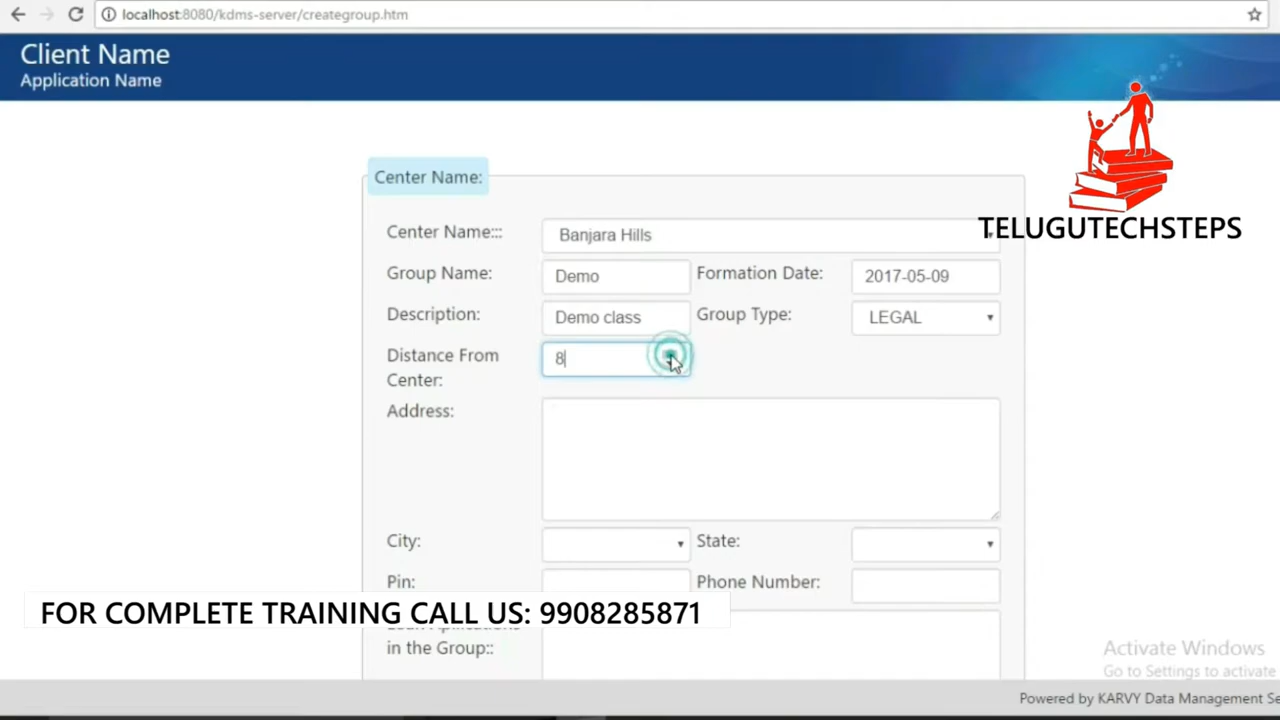 localhost:8080/kdms-server/creategroup.htm
Client Name
Application Name
TELUGUTECHSTEPS
Center Name:
Center Name::: Banjara Hills
Group Name: Demo Formation Date: 2017-05-09
Description: Demo class Group Type: LEGAL
Distance From Center: 8
Address:
City: State:
Pin: Phone Number:
FOR COMPLETE TRAINING CALL US: 9908285871
in the Group::
Activate Windows
Go to Settings to activate
Powered by KARVY Data Management Se